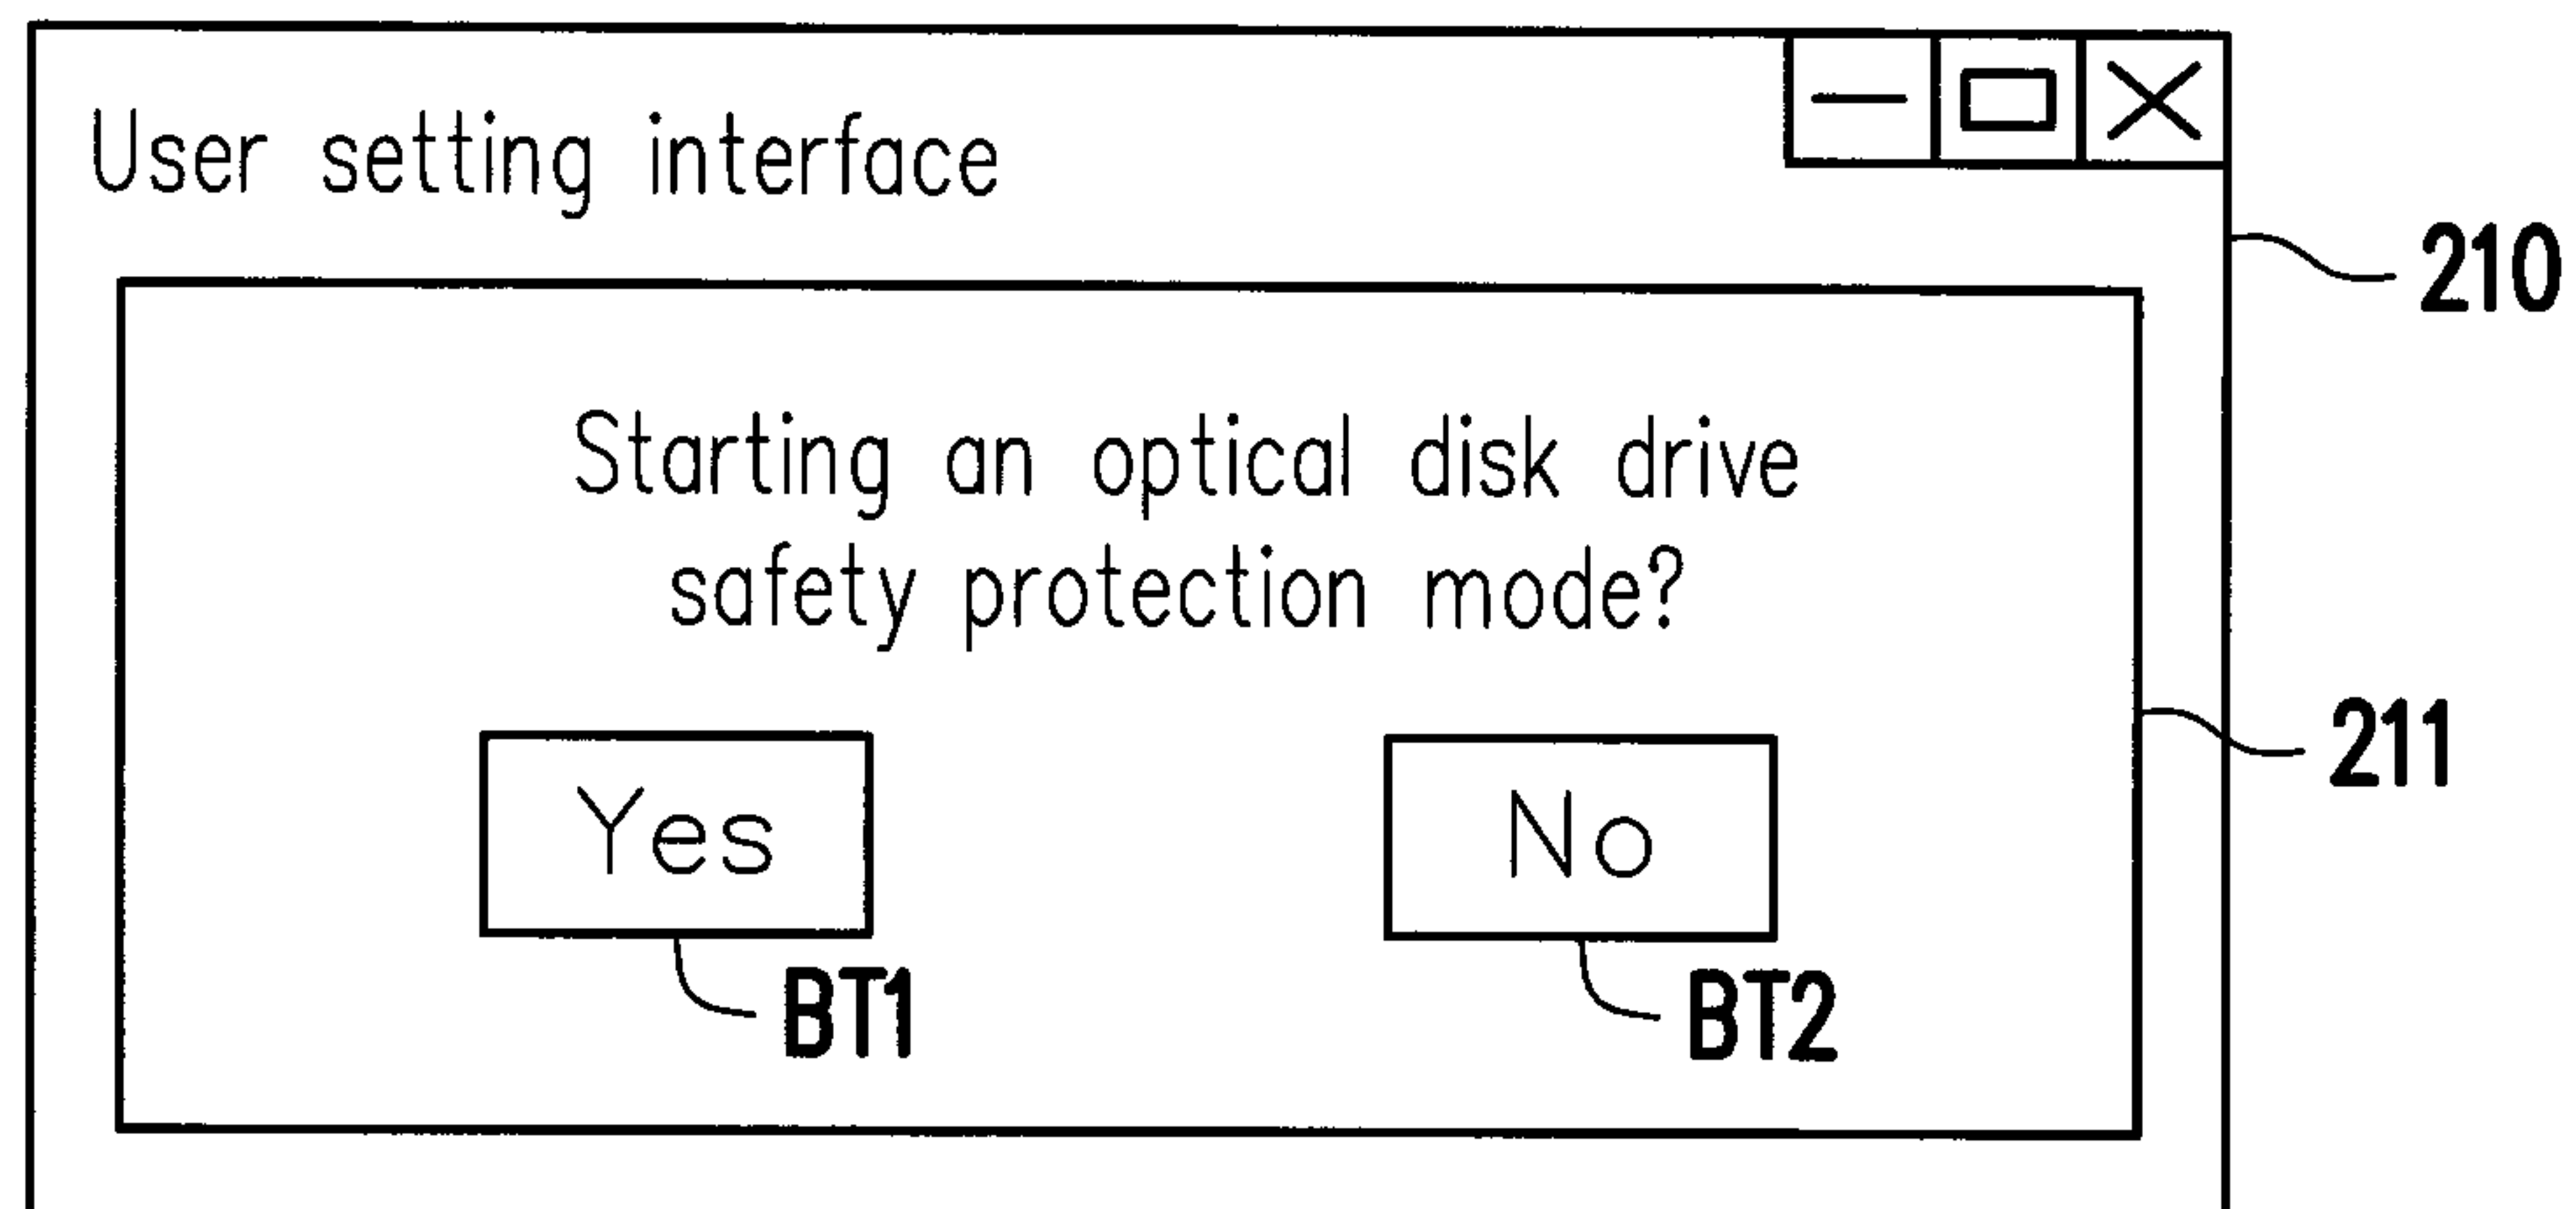 User setting interface
210
Starting an optical disk drive
safety protection mode?
211
Yes
No
BT1
BT2